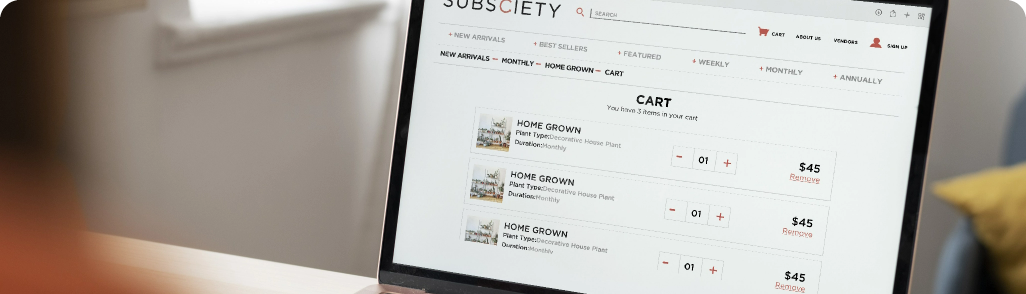 SUBSCIETY
SEARCH
CART ABOUT US VENDORS SIGN UP
+ NEW ARRIVALS + BEST SELLERS + FEATURED + WEEKLY + MONTHLY + ANNUALLY
NEW ARRIVALS — MONTHLY — HOME GROWN — CART
CART
You have 3 items in your cart
HOME GROWN
Plant Type:Decorative House Plant
Duration:Monthly
- 01 +
$45
Remove
HOME GROWN
Plant Type:Decorative House Plant
Duration:Monthly
- 01 +
$45
Remove
HOME GROWN
Plant Type:Decorative House Plant
Duration:Monthly
- 01 +
$45
Remove